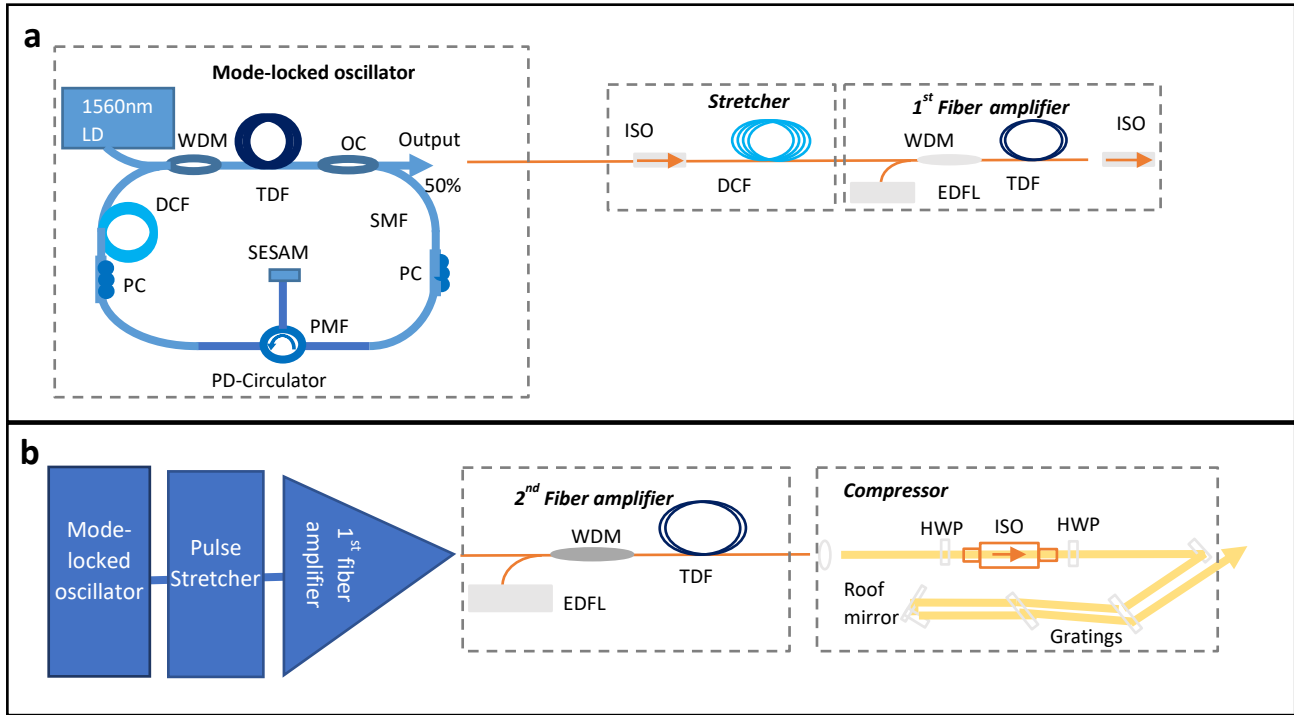 a
Mode-locked oscillator
1560nm
LD
WDM
OC
Output
50%
TDF
DCF
SMF
SESAM
PC
PC
PMF
PD-Circulator
Stretcher
ISO
DCF
1st Fiber amplifier
WDM
ISO
EDFL
TDF
b
Mode-
locked
oscillator
Pulse
Stretcher
1st fiber
amplifier
2nd Fiber amplifier
WDM
TDF
EDFL
Compressor
HWP
ISO
HWP
Roof
mirror
Gratings